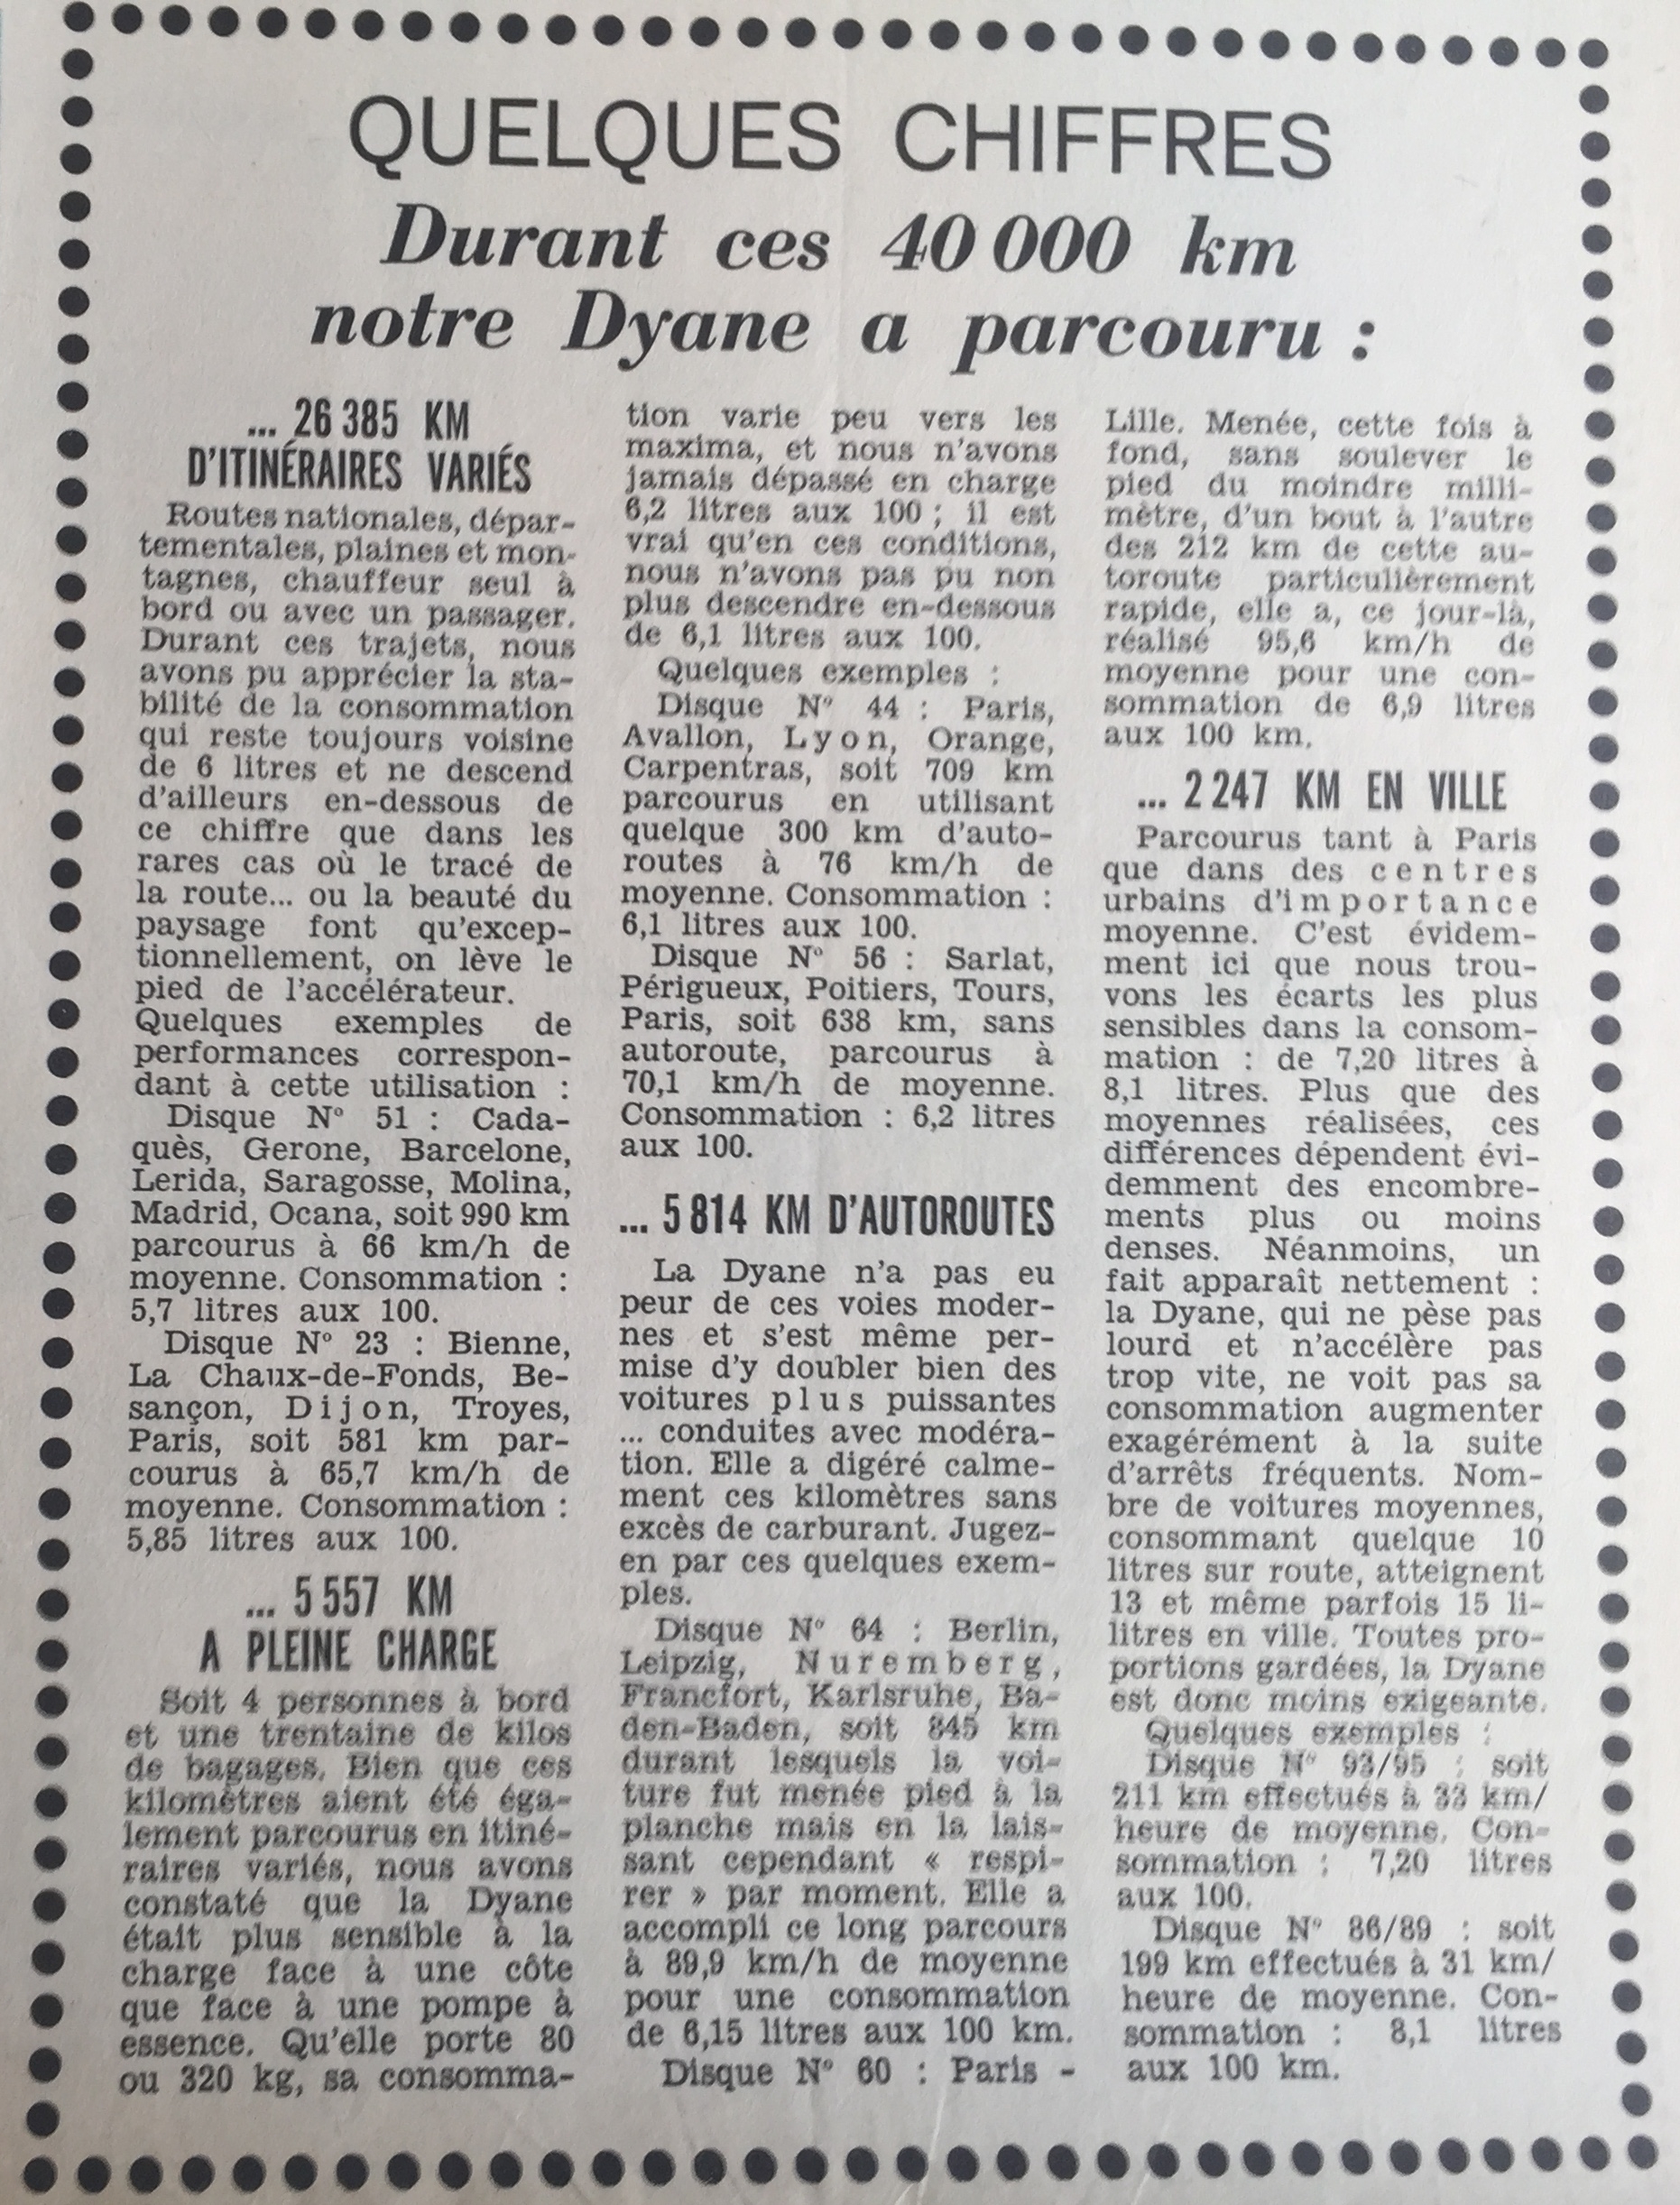 QUELQUES CHIFFRES
Durant ces 40 000 km
notre Dyane a parcouru :
... 26 385 KM
D'ITINÉRAIRES VARIÉS
Routes nationales, dépar-
tementales, plaines et mon-
tagnes, chauffeur seul à
bord ou avec un passager.
Durant ces trajets, nous
avons pu apprécier la sta-
bilité de la consommation
qui reste toujours voisine
de 6 litres et ne descend
d'ailleurs en-dessous de
ce chiffre que dans les
rares cas où le tracé de
la route... ou la beauté du
paysage font qu'excep-
tionnellement, on lève le
pied de l'accélérateur.
Quelques exemples de
performances correspon-
dant à cette utilisation :
Disque N° 51 : Cada-
quès, Gerone, Barcelone,
Lerida, Saragosse, Molina,
Madrid, Ocana, soit 990 km
parcourus à 66 km/h de
moyenne. Consommation :
5,7 litres aux 100.
Disque N° 23 : Bienne,
La Chaux-de-Fonds, Be-
sançon, Dijon, Troyes,
Paris, soit 581 km par-
courus à 65,7 km/h de
moyenne. Consommation :
5,85 litres aux 100.
... 5 557 KM
A PLEINE CHARGE
Soit 4 personnes à bord
et une trentaine de kilos
de bagages. Bien que ces
kilomètres aient été éga-
lement parcourus en itiné-
raires variés, nous avons
constaté que la Dyane
était plus sensible à la
charge face à une côte
que face à une pompe à
essence. Qu'elle porte 80
ou 320 kg, sa consomma-
tion varie peu vers les
maxima, et nous n'avons
jamais dépassé en charge
6,2 litres aux 100 ; il est
vrai qu'en ces conditions,
nous n'avons pas pu non
plus descendre en-dessous
de 6,1 litres aux 100.
Quelques exemples :
Disque N° 44 : Paris,
Avallon, Lyon, Orange,
Carpentras, soit 709 km
parcourus en utilisant
quelque 300 km d'auto-
routes à 76 km/h de
moyenne. Consommation :
6,1 litres aux 100.
Disque N° 56 : Sarlat,
Périgueux, Poitiers, Tours,
Paris, soit 638 km, sans
autoroute, parcourus à
70,1 km/h de moyenne.
Consommation : 6,2 litres
aux 100.
... 5 814 KM D'AUTOROUTES
La Dyane n'a pas eu
peur de ces voies moder-
nes et s'est même per-
mise d'y doubler bien des
voitures plus puissantes
... conduites avec modéra-
tion. Elle a digéré calme-
ment ces kilomètres sans
excès de carburant. Jugez-
en par ces quelques exem-
ples.
Disque N° 64 : Berlin,
Leipzig, Nuremberg,
Francfort, Karlsruhe, Ba-
den-Baden, soit 845 km
durant lesquels la voi-
ture fut menée pied à la
planche mais en la lais-
sant cependant « respi-
rer » par moment. Elle a
accompli ce long parcours
à 89,9 km/h de moyenne
pour une consommation
de 6,15 litres aux 100 km.
Disque N° 60 : Paris -
Lille. Menée, cette fois à
fond, sans soulever le
pied du moindre milli-
mètre, d'un bout à l'autre
des 212 km de cette au-
toroute particulièrement
rapide, elle a, ce jour-là,
réalisé 95,6 km/h de
moyenne pour une con-
sommation de 6,9 litres
aux 100 km.
... 2 247 KM EN VILLE
Parcourus tant à Paris
que dans des centres
urbains d'importance
moyenne. C'est évidem-
ment ici que nous trou-
vons les écarts les plus
sensibles dans la consom-
mation : de 7,20 litres à
8,1 litres. Plus que des
moyennes réalisées, ces
différences dépendent évi-
demment des encombre-
ments plus ou moins
denses. Néanmoins, un
fait apparaît nettement :
la Dyane, qui ne pèse pas
lourd et n'accélère pas
trop vite, ne voit pas sa
consommation augmenter
exagérément à la suite
d'arrêts fréquents. Nom-
bre de voitures moyennes,
consommant quelque 10
litres sur route, atteignent
13 et même parfois 15 li-
litres en ville. Toutes pro-
portions gardées, la Dyane
est donc moins exigeante.
Quelques exemples :
Disque N° 93/95 : soit
211 km effectués à 33 km/
heure de moyenne. Con-
sommation : 7,20 litres
aux 100.
Disque N° 86/89 : soit
199 km effectués à 31 km/
heure de moyenne. Con-
sommation : 8,1 litres
aux 100 km.